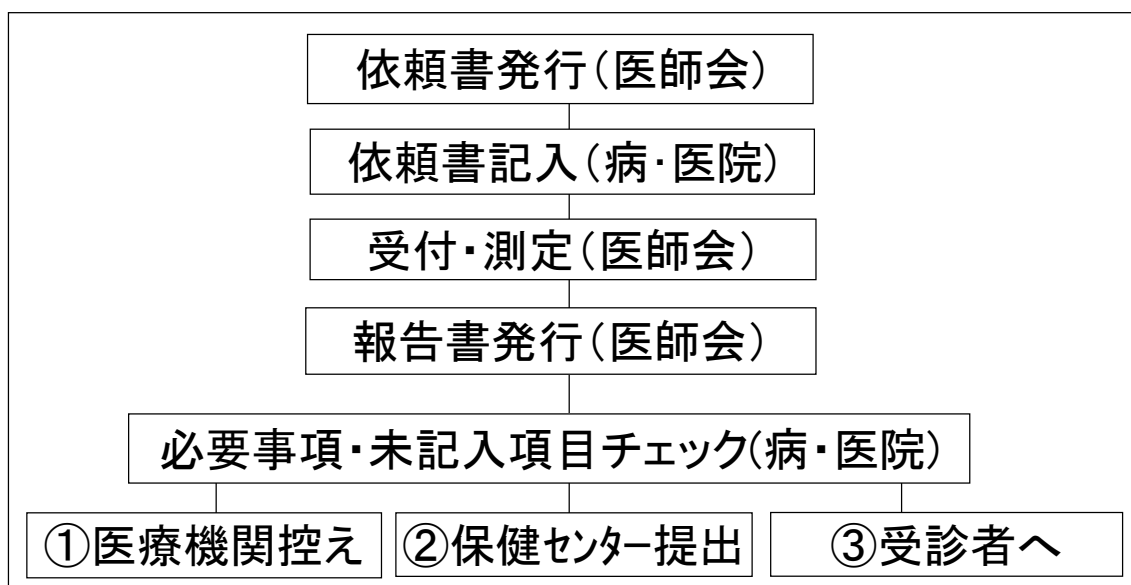 依頼書発行(医師会)
依頼書記入(病・医院)
受付・測定(医師会)
報告書発行(医師会)
必要事項・未記入項目チェック(病・医院)
①医療機関控え
②保健センター提出
③受診者へ